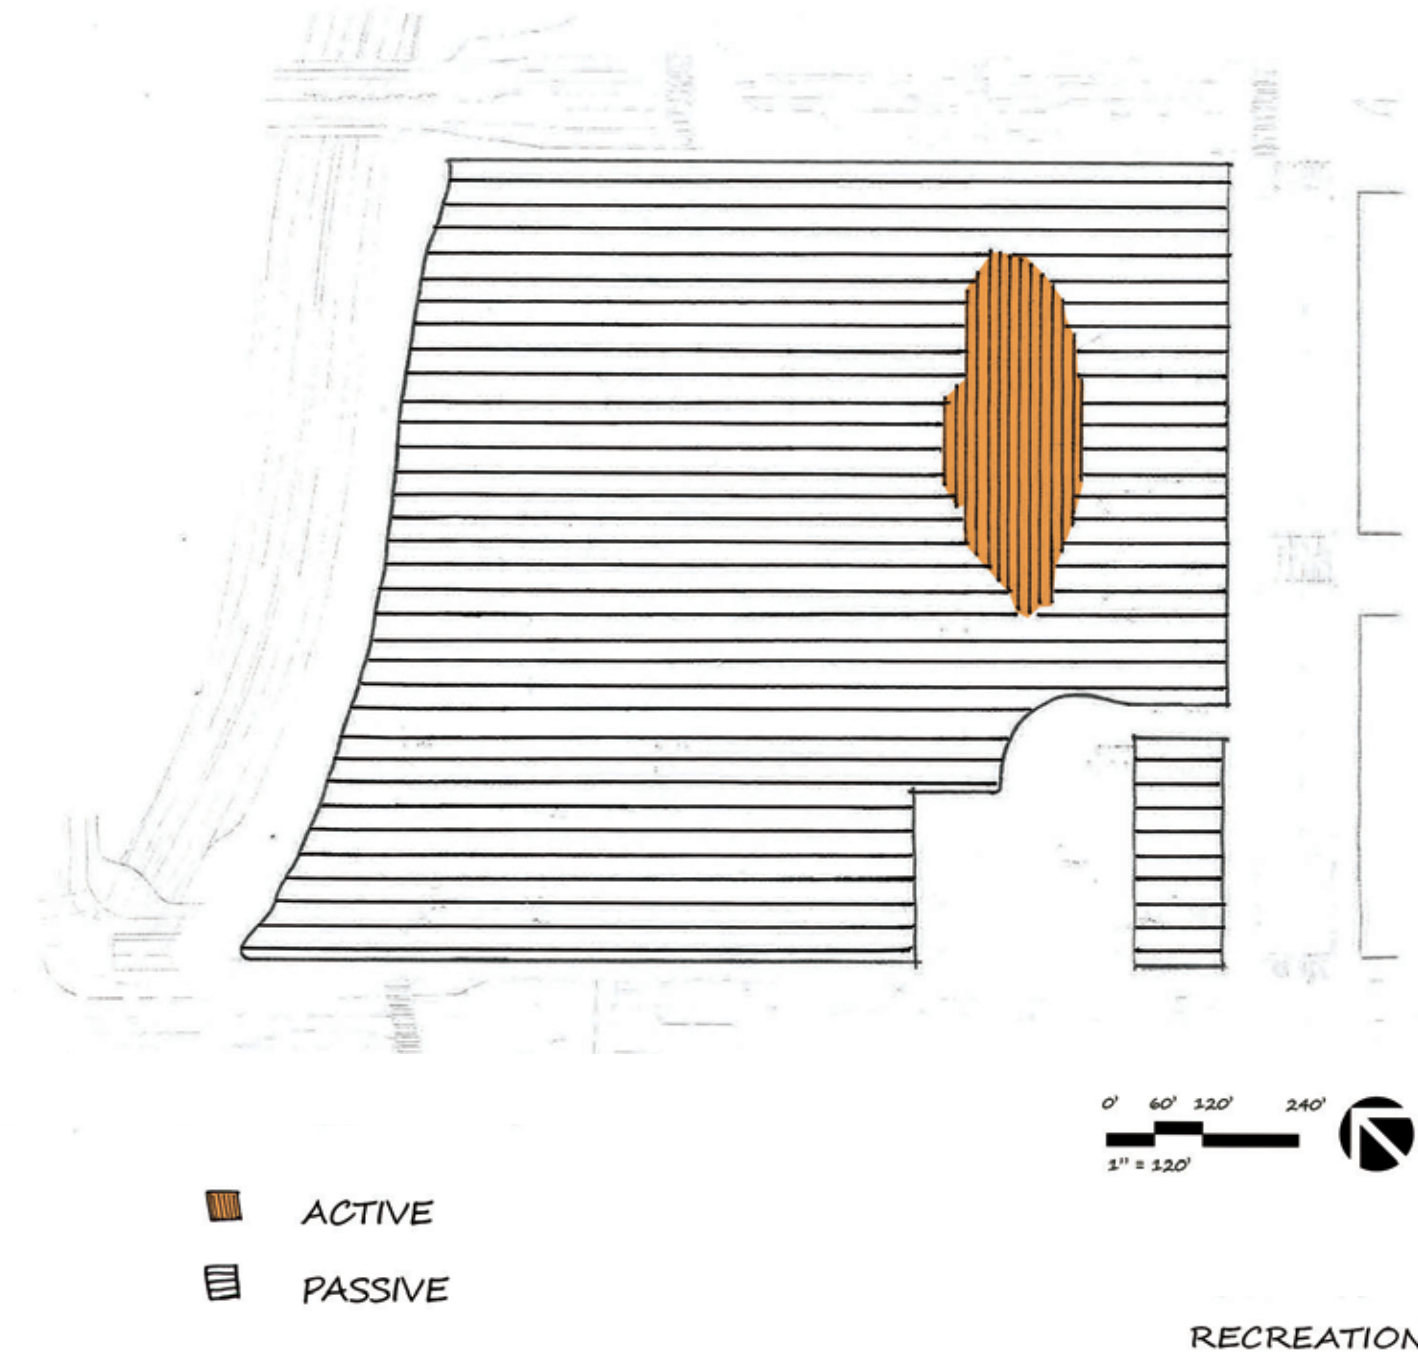 0' 60' 120' 240'
1" = 120'
ACTIVE
PASSIVE
RECREATION